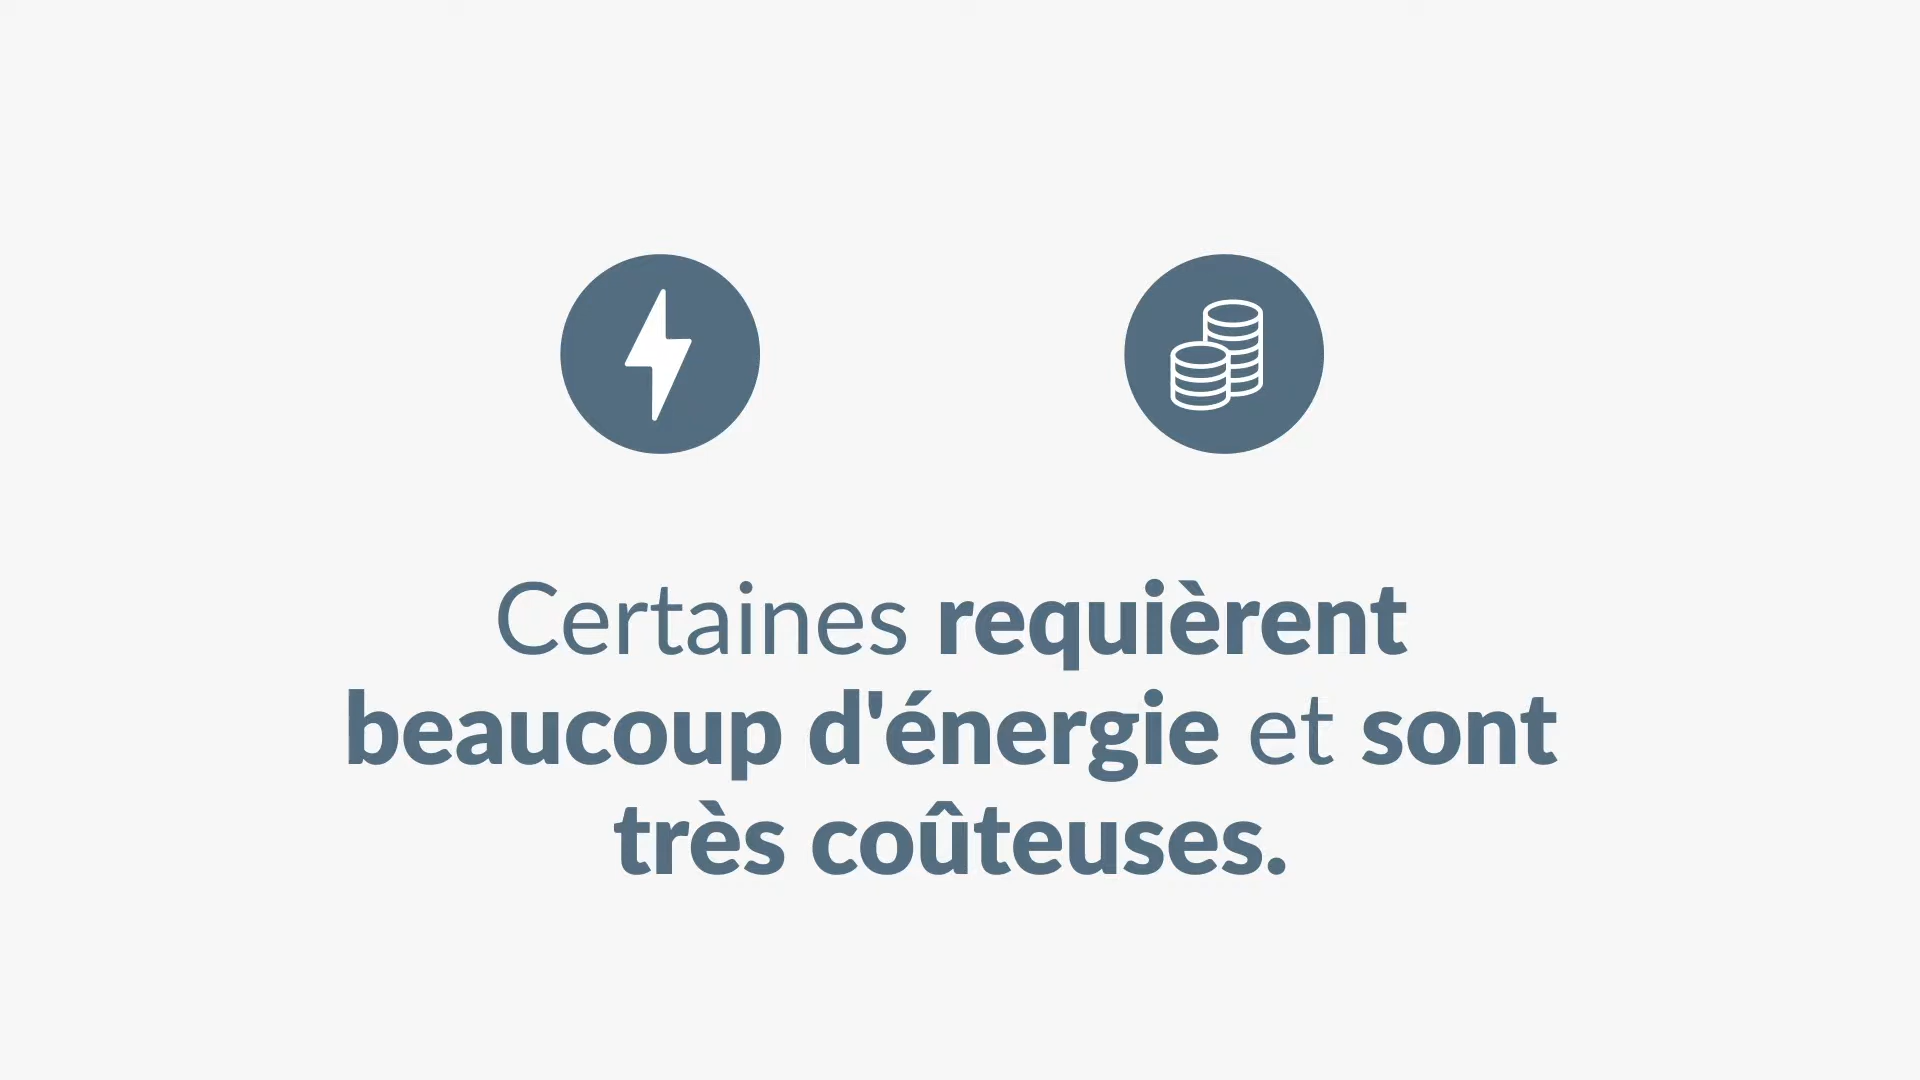 Certaines requièrent
beaucoup d'énergie et sont
très coûteuses.